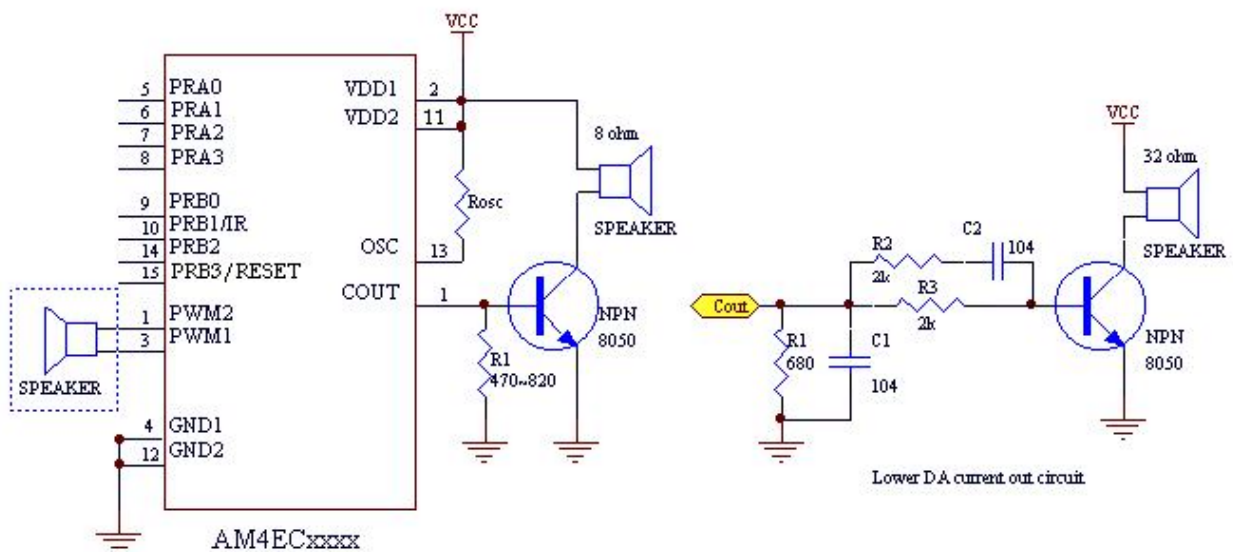 VCC
5 PRA0
6 PRA1
7 PRA2
8 PRA3
9 PRB0
10 PRB1/IR
14 PRB2
15 PRB3/RESET
1 PWM2
3 PWM1
SPEAKER
4 GND1
12 GND2
VDD1 2
VDD2 11
Rosc
OSC 13
COUT 1
8 ohm
SPEAKER
NPN
8050
R1
470~820
AM4ECxxxx
VCC
32 ohm
SPEAKER
C2
104
R2
2k
R3
2k
Cout
R1
680
C1
104
NPN
8050
Lower DA current out circuit